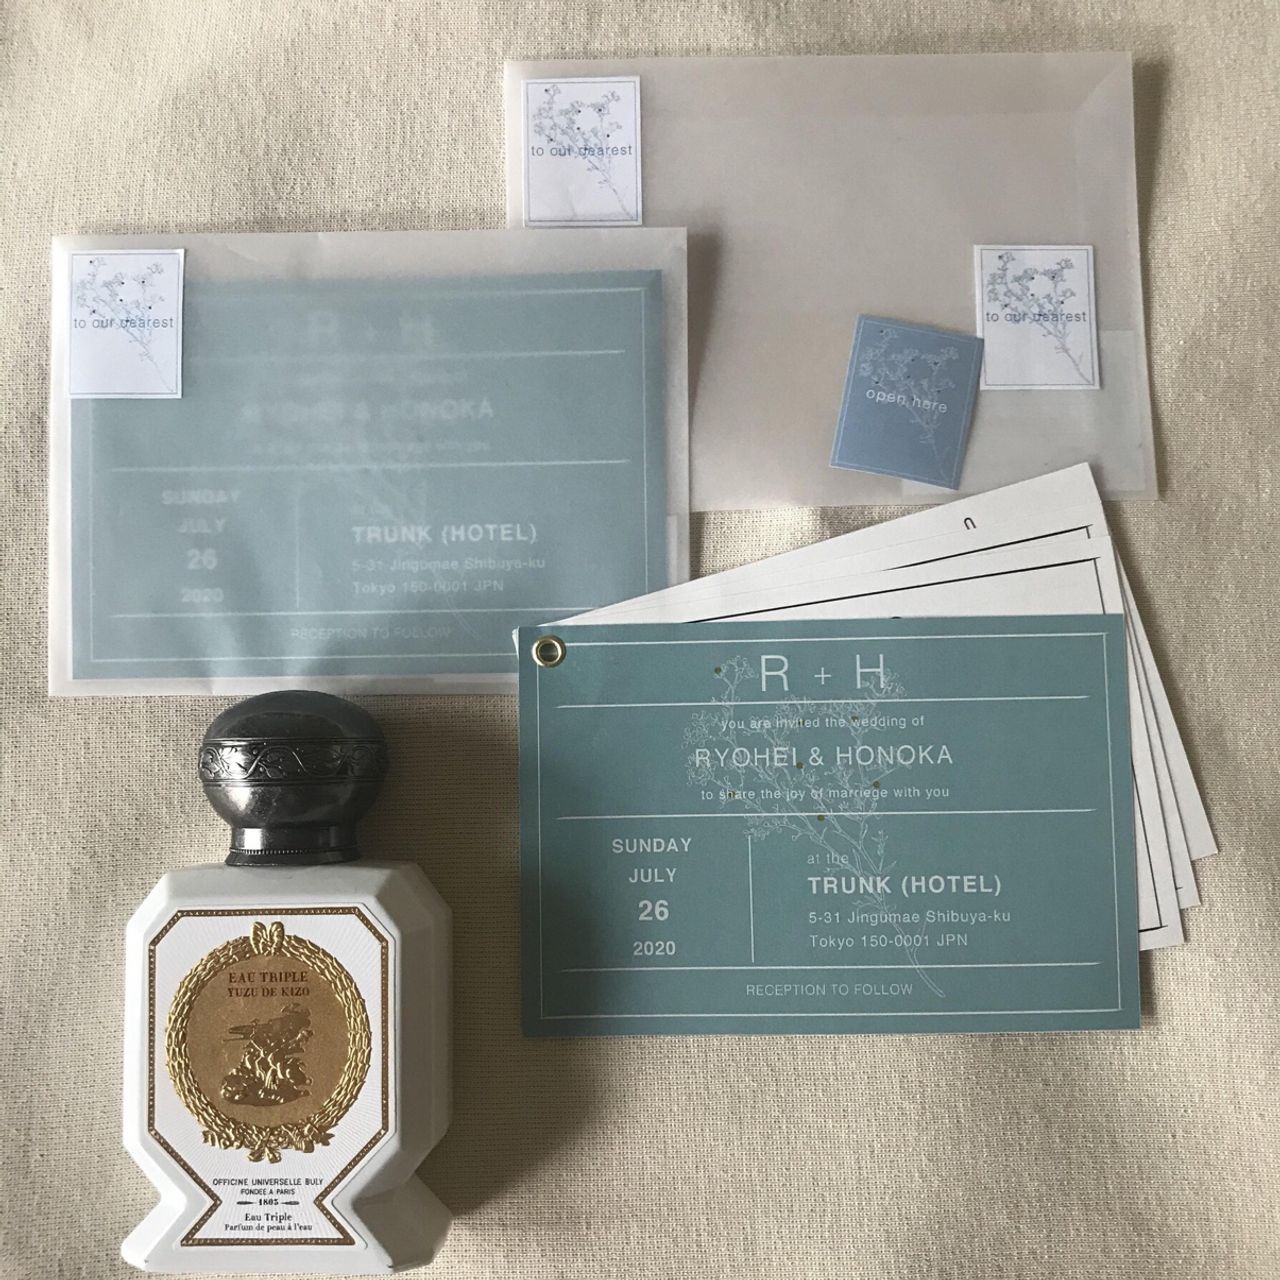 to our dearest
to our dearest
to our dearest
open here
R + H
RYOHEI & HONOKA
SUNDAY
JULY
26
2020
at the
TRUNK (HOTEL)
5-31 Jingumae Shibuya-ku
Tokyo 150-0001 JPN
RECEPTION TO FOLLOW
R + H
you are invited the wedding of
RYOHEI & HONOKA
to share the joy of marriege with you
SUNDAY
JULY
26
2020
at the
TRUNK (HOTEL)
5-31 Jingumae Shibuya-ku
Tokyo 150-0001 JPN
RECEPTION TO FOLLOW
EAU TRIPLE
YUZU DE KIZO
OFFICINE UNIVERSELLE BULY
FONDÉE A PARIS
1803
Eau Triple
Parfum de peau à l'eau